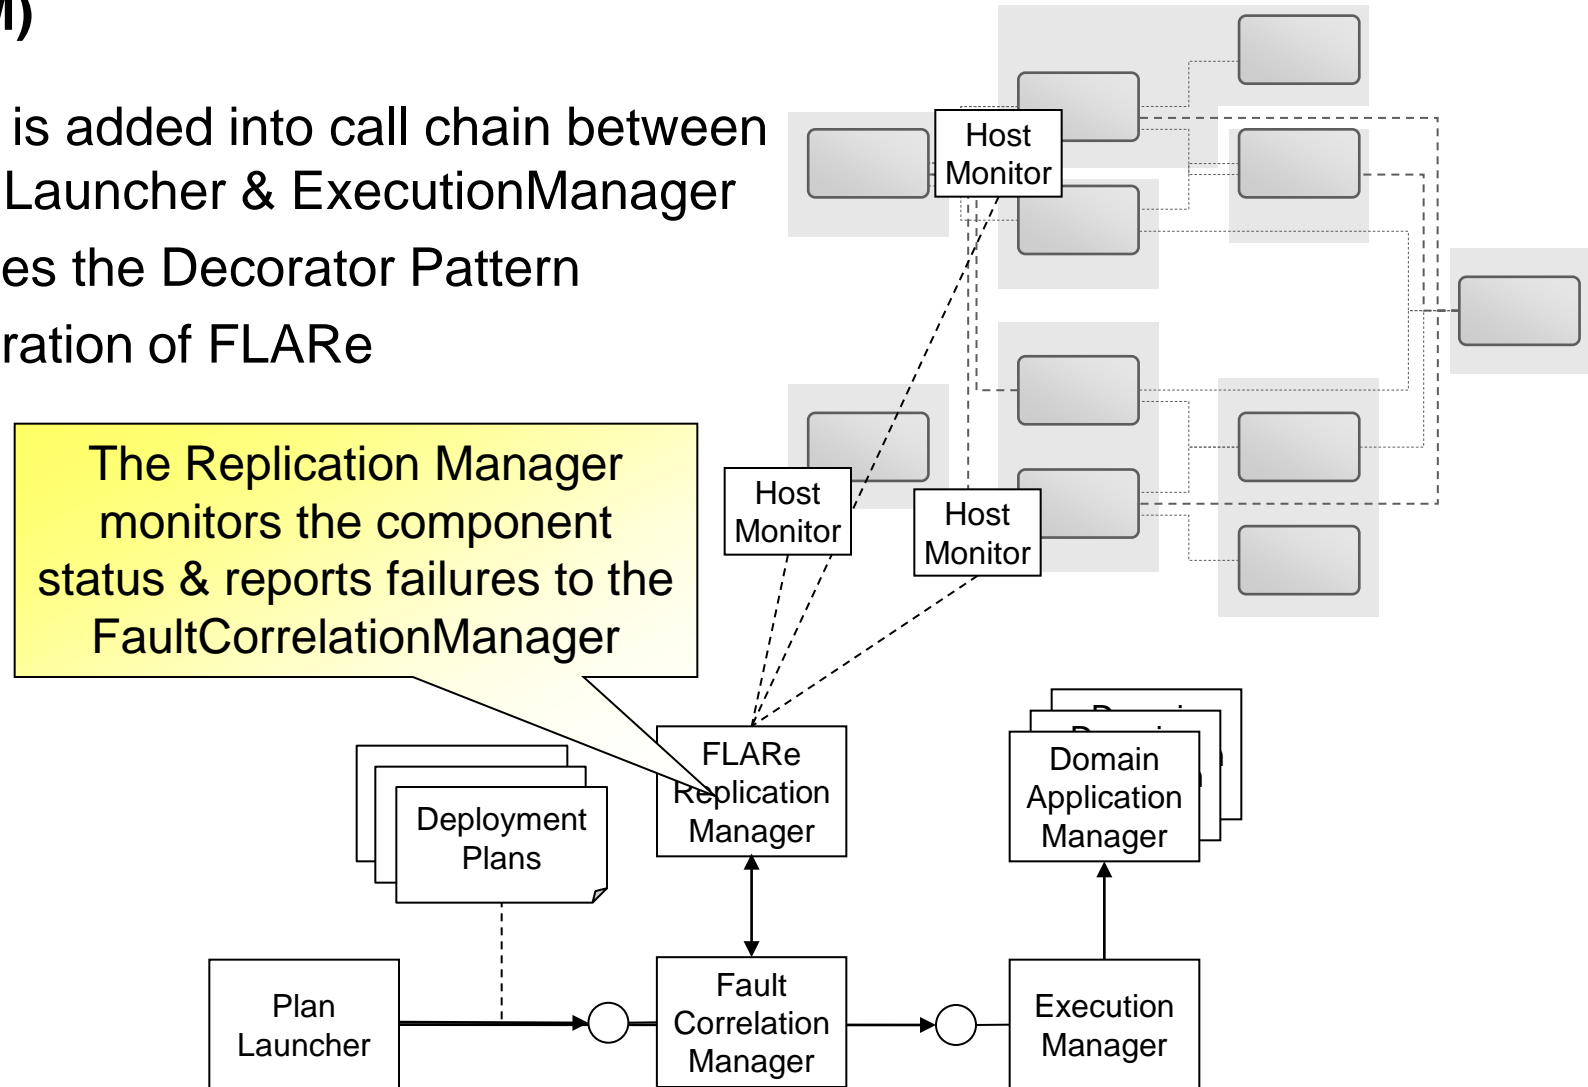 is added into call chain between
Launcher & ExecutionManager
es the Decorator Pattern
ration of FLARe
Host
Monitor
The Replication Manager
monitors the component
status & reports failures to the
FaultCorrelationManager
Host
Monitor
Host
Monitor
FLARe
Replication
Manager
Deployment
Plans
Domain
Application
Manager
Plan
Launcher
Fault
Correlation
Manager
Execution
Manager